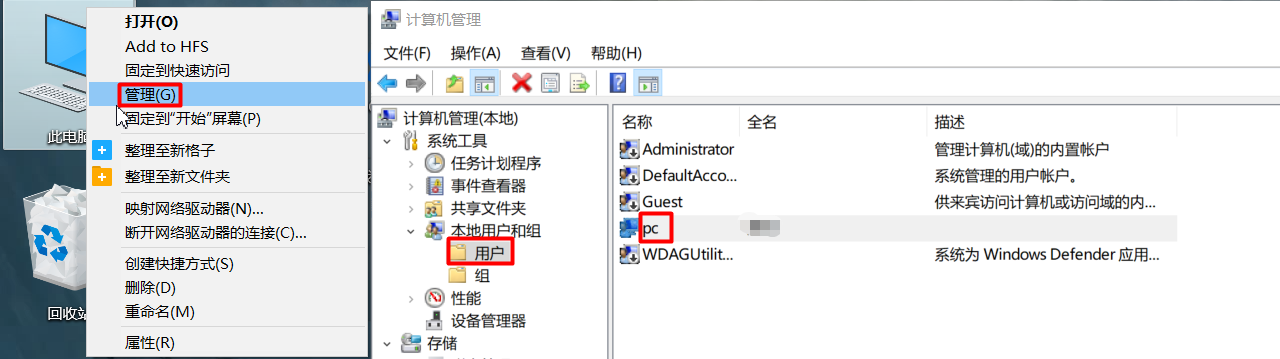 此电脑
回收站
打开(O)
Add to HFS
固定到快速访问
管理(G)
固定到“开始”屏幕(P)
整理至新格子
整理至新文件夹
映射网络驱动器(N)...
断开网络驱动器的连接(C)...
创建快捷方式(S)
删除(D)
重命名(M)
属性(R)
计算机管理
文件(F) 操作(A) 查看(V) 帮助(H)
计算机管理(本地)
系统工具
任务计划程序
事件查看器
共享文件夹
本地用户和组
用户
组
性能
设备管理器
存储
名称 全名 描述
Administrator 管理计算机(域)的内置帐户
DefaultAcco... 系统管理的用户帐户。
Guest 供来宾访问计算机或访问域的内...
pc
WDAGUtilit... 系统为 Windows Defender 应用...